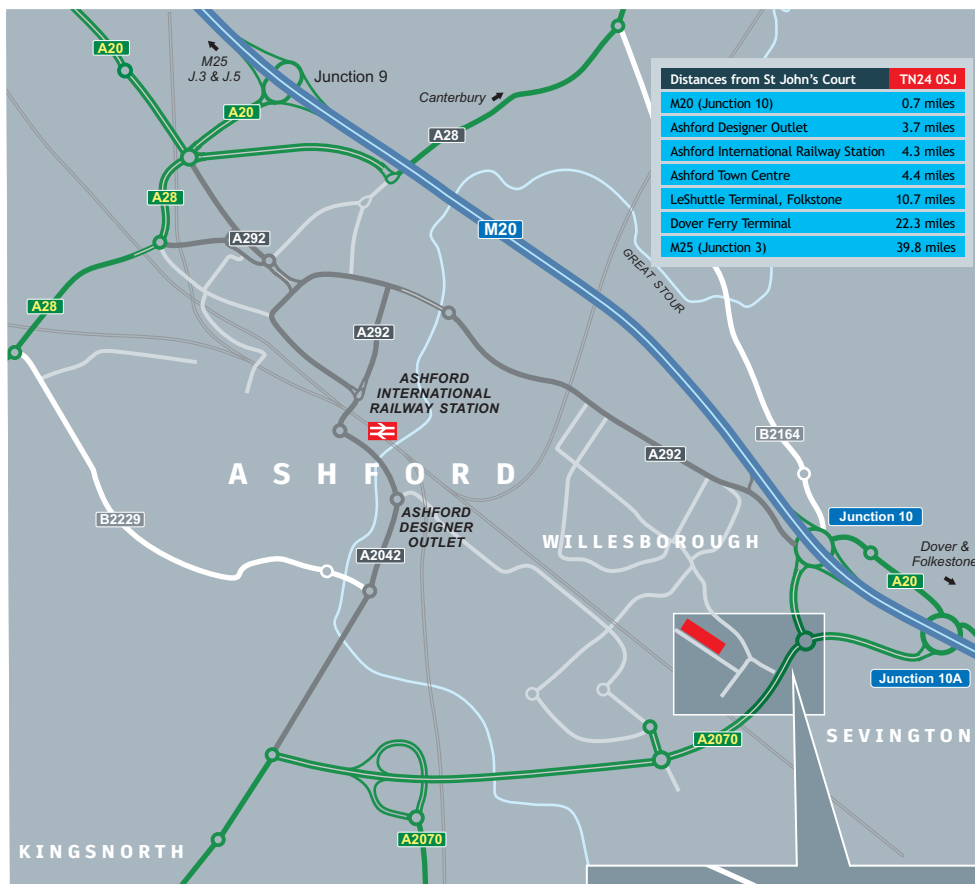 A20
M25
J.3 & J.5
Junction 9
Canterbury
A20
A28
Distances from St John's Court TN24 0SJ
M20 (Junction 10) 0.7 miles
Ashford Designer Outlet 3.7 miles
Ashford International Railway Station 4.3 miles
Ashford Town Centre 4.4 miles
LeShuttle Terminal, Folkstone 10.7 miles
Dover Ferry Terminal 22.3 miles
M25 (Junction 3) 39.8 miles
A28
A292
M20
GREAT STOUR
A28
A292
ASHFORD
INTERNATIONAL
RAILWAY STATION
B2164
A292
ASHFORD
B2229
ASHFORD
DESIGNER
OUTLET
A2042
WILLESBOROUGH
Junction 10
Dover &
Folkestone
A20
Junction 10A
A2070
SEVINGTON
A2070
KINGSNORTH